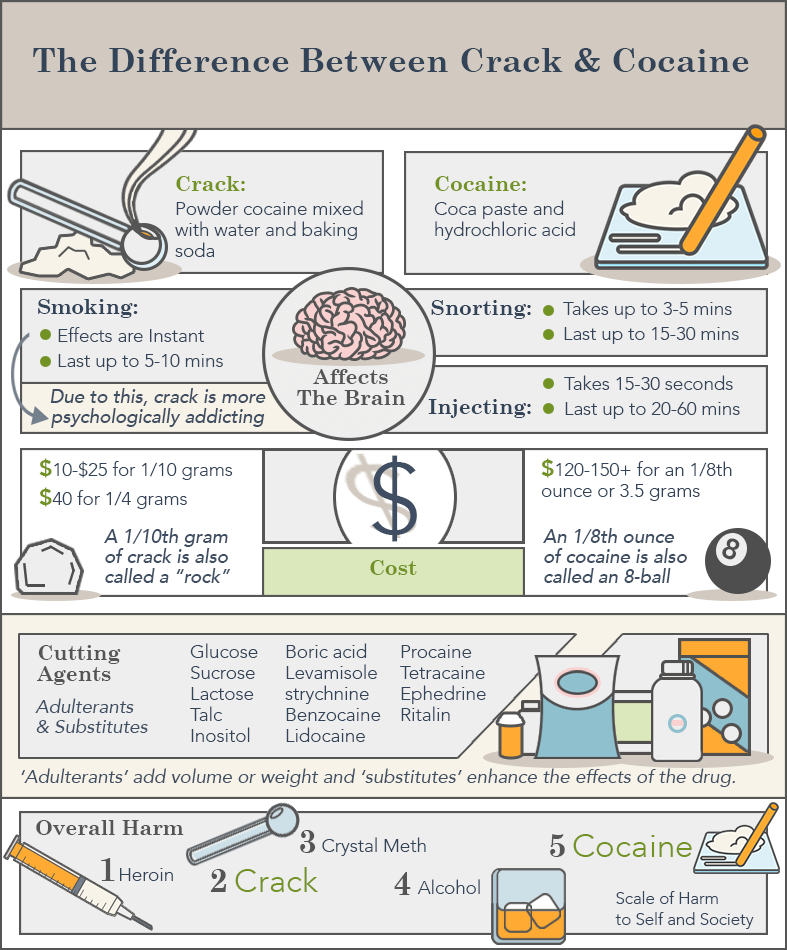 The Difference Between Crack & Cocaine
Crack:
Powder cocaine mixed
with water and baking
soda
Cocaine:
Coca paste and
hydrochloric acid
Smoking:
Effects are Instant
Last up to 5-10 mins
Due to this, crack is more
psychologically addicting
Affects
The Brain
Snorting:
Takes up to 3-5 mins
Last up to 15-30 mins
Injecting:
Takes 15-30 seconds
Last up to 20-60 mins
$10-$25 for 1/10 grams
$40 for 1/4 grams
A 1/10th gram
of crack is also
called a “rock”
$
Cost
$120-150+ for an 1/8th
ounce or 3.5 grams
An 1/8th ounce
of cocaine is also
called an 8-ball
8
Cutting
Agents
Adulterants
& Substitutes
Glucose
Sucrose
Lactose
Talc
Inositol
Boric acid
Levamisole
strychnine
Benzocaine
Lidocaine
Procaine
Tetracaine
Ephedrine
Ritalin
‘Adulterants’ add volume or weight and ‘substitutes’ enhance the effects of the drug.
Overall Harm
1 Heroin
2 Crack
3 Crystal Meth
4 Alcohol
5 Cocaine
Scale of Harm
to Self and Society